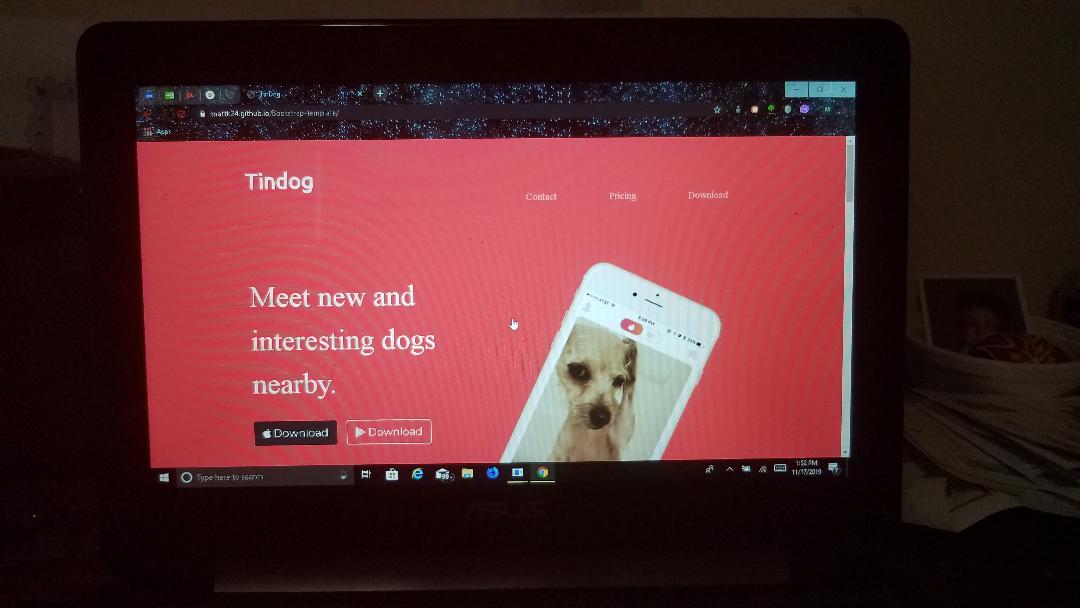 TinDog
mattk24.github.io/Bootstrap-template/
Apps
Tindog
Contact Pricing Download
Meet new and
interesting dogs
nearby.
Download Download
Type here to search
1:52 PM
11/17/2019
ASUS